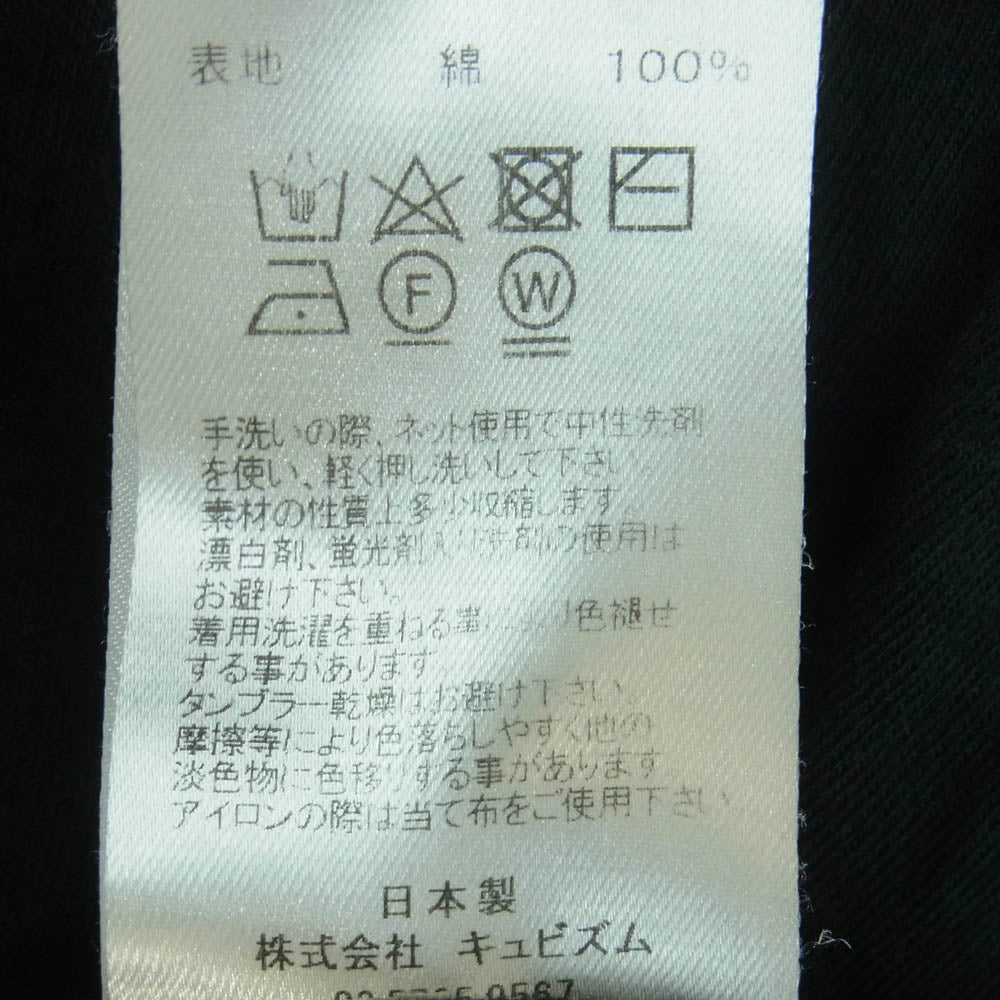 表地 綿 100%
F W
手洗いの際、ネット使用で中性洗剤
を使い、軽く押し洗いして下さい
素材の性質上多少収縮します
漂白剤、蛍光剤入り洗剤の使用は
お避け下さい。
着用洗濯を重ねる事により色褪せ
する事があります
タンブラー乾燥はお避け下さい。
摩擦等により色落らしやすく他の
淡色物に色移りする事があります
アイロンの際は当て布をご使用下さい
日本製
株式会社 キュビズム